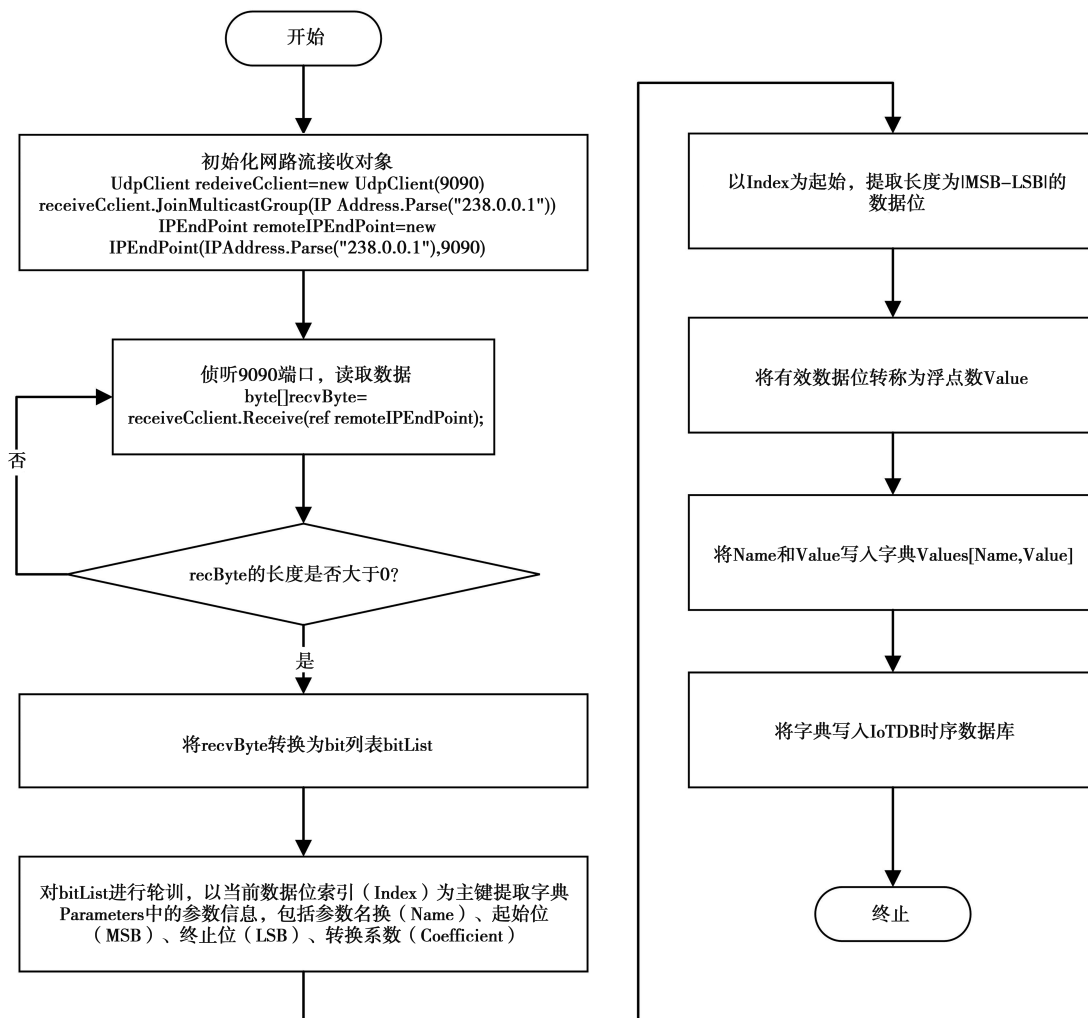 开始
初始化网路流接收对象
UdpClient redeiveCclient=new UdpClient(9090)
receiveCclient.JoinMulticastGroup(IP Address.Parse("238.0.0.1"))
IPEndPoint remoteIPEndPoint=new
IPEndPoint(IPAddress.Parse("238.0.0.1"),9090)
侦听9090端口，读取数据
byte[]recvByte=
receiveCclient.Receive(ref remoteIPEndPoint);
否
recByte的长度是否大于0？
是
将recvByte转换为bit列表bitList
对bitList进行轮训，以当前数据位索引（Index）为主键提取字典
Parameters中的参数信息，包括参数名换（Name）、起始位
（MSB）、终止位（LSB）、转换系数（Coefficient）
以Index为起始，提取长度为|MSB-LSB|的
数据位
将有效数据位转称为浮点数Value
将Name和Value写入字典Values[Name,Value]
将字典写入IoTDB时序数据库
终止